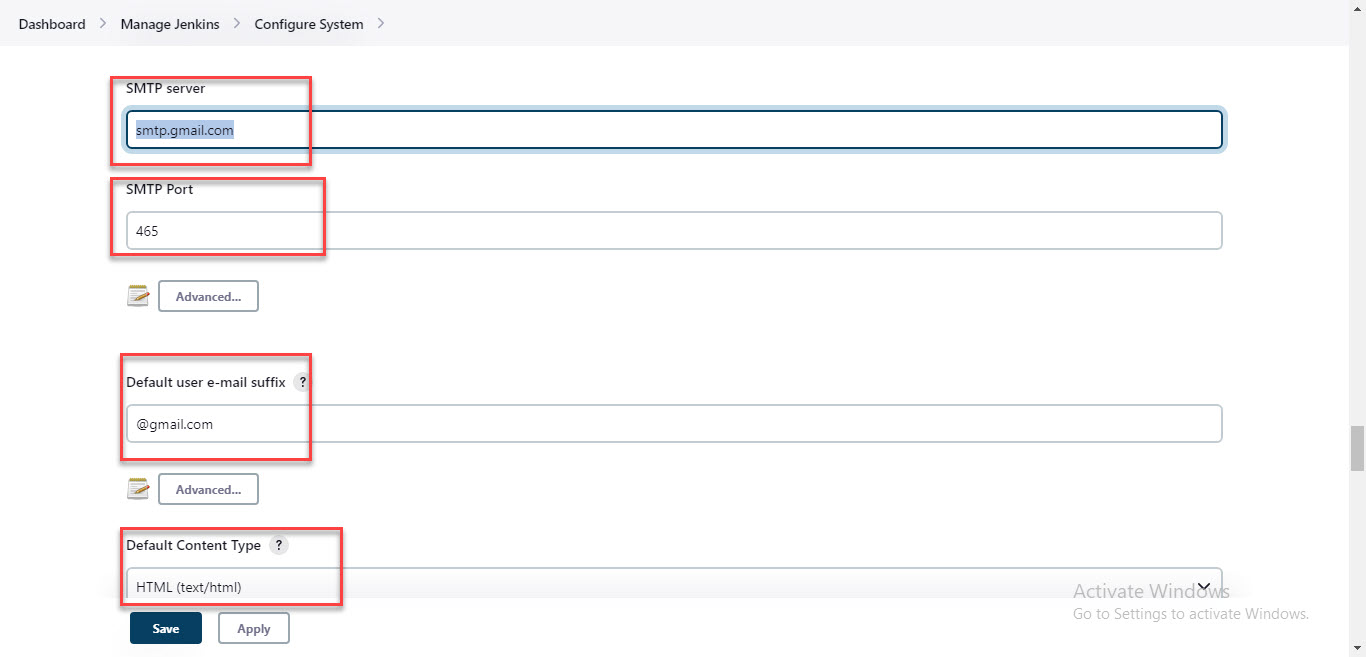 Dashboard > Manage Jenkins > Configure System >
SMTP server
smtp.gmail.com
SMTP Port
465
Advanced...
Default user e-mail suffix ?
@gmail.com
Advanced...
Default Content Type ?
HTML (text/html)
Save Apply
Activate Windows
Go to Settings to activate Windows.